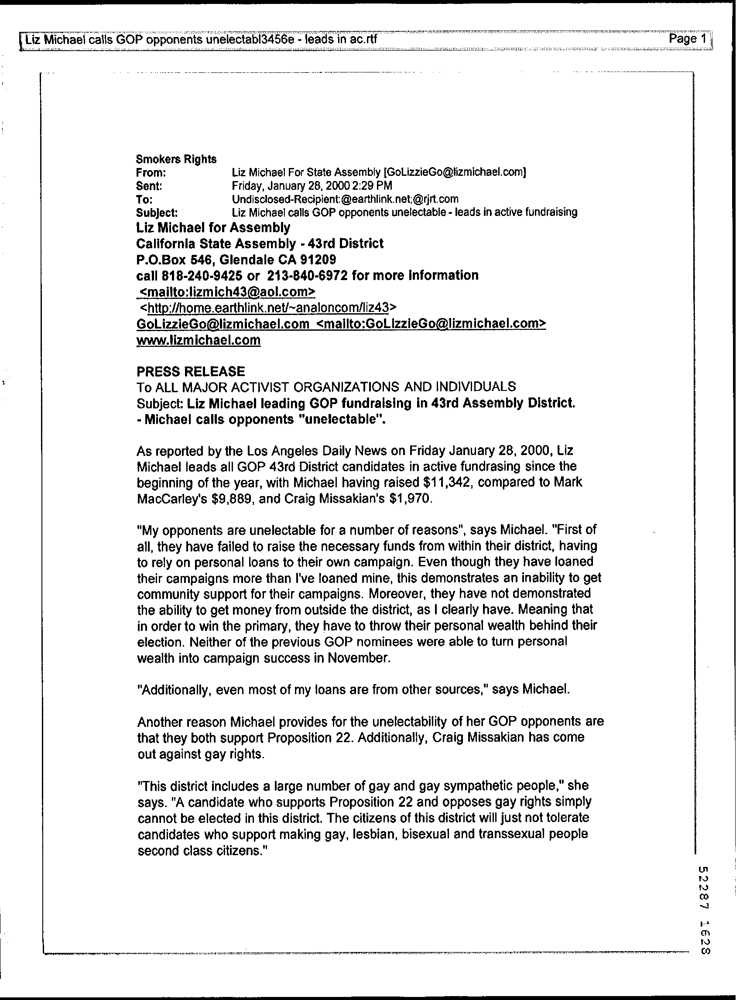 Liz Michael calls GOP opponents unelectabl3456e - leads in ac.rtf Page 1
Smokers Rights
From: Liz Michael For State Assembly [GoLizzieGo@lizmichael.com]
Sent: Friday, January 28, 2000 2:29 PM
To: Undisclosed-Recipient:@earthlink.net;@rjrt.com
Subject: Liz Michael calls GOP opponents unelectable - leads in active fundraising
Liz Michael for Assembly
California State Assembly - 43rd District
P.O.Box 546, Glendale CA 91209
call 818-240-9425 or 213-840-6972 for more information
<mailto:lizmich43@aol.com>
<http://home.earthlink.net/~analoncom/liz43>
GoLizzieGo@lizmichael.com <mailto:GoLizzieGo@lizmichael.com>
www.lizmichael.com
PRESS RELEASE
To ALL MAJOR ACTIVIST ORGANIZATIONS AND INDIVIDUALS
Subject: Liz Michael leading GOP fundraising in 43rd Assembly District.
- Michael calls opponents "unelectable".
As reported by the Los Angeles Daily News on Friday January 28, 2000, Liz
Michael leads all GOP 43rd District candidates in active fundrasing since the
beginning of the year, with Michael having raised $11,342, compared to Mark
MacCarley's $9,889, and Craig Missakian's $1,970.
"My opponents are unelectable for a number of reasons", says Michael. "First of
all, they have failed to raise the necessary funds from within their district, having
to rely on personal loans to their own campaign. Even though they have loaned
their campaigns more than I've loaned mine, this demonstrates an inability to get
community support for their campaigns. Moreover, they have not demonstrated
the ability to get money from outside the district, as I clearly have. Meaning that
in order to win the primary, they have to throw their personal wealth behind their
election. Neither of the previous GOP nominees were able to turn personal
wealth into campaign success in November.
"Additionally, even most of my loans are from other sources," says Michael.
Another reason Michael provides for the unelectability of her GOP opponents are
that they both support Proposition 22. Additionally, Craig Missakian has come
out against gay rights.
"This district includes a large number of gay and gay sympathetic people," she
says. "A candidate who supports Proposition 22 and opposes gay rights simply
cannot be elected in this district. The citizens of this district will just not tolerate
candidates who support making gay, lesbian, bisexual and transsexual people
second class citizens."
52287 1628